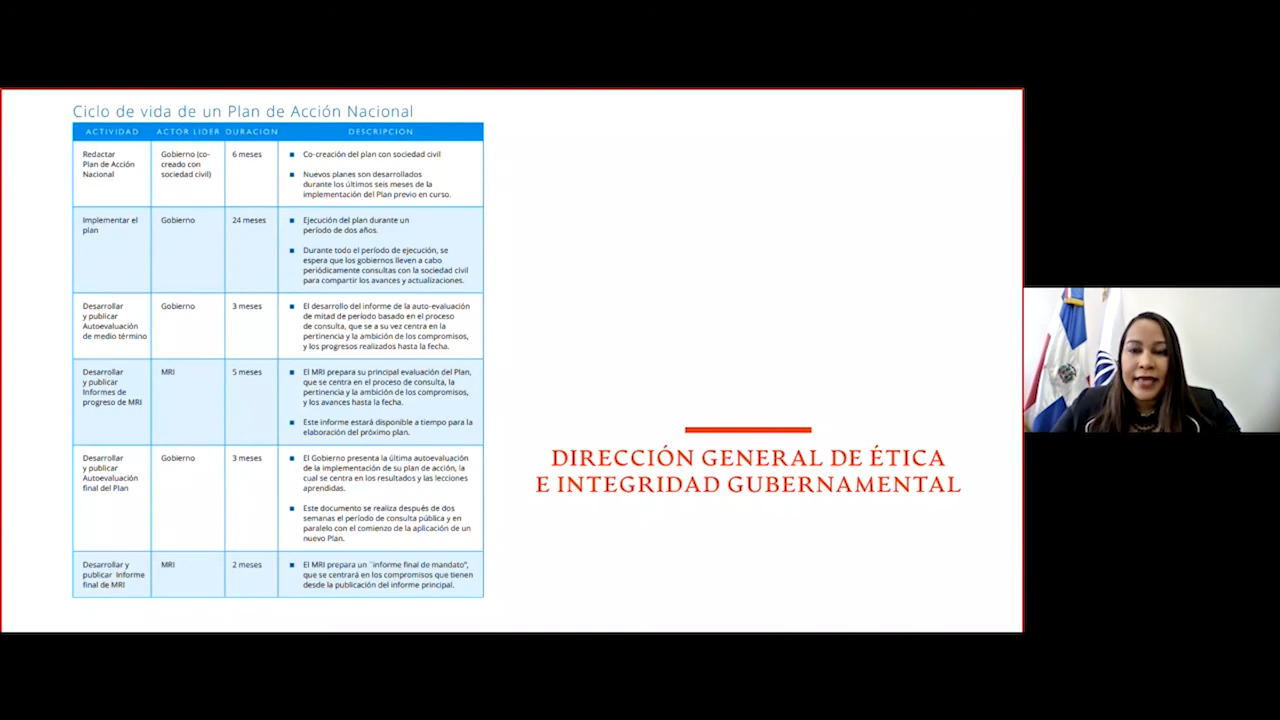 Ciclo de vida de un Plan de Acción Nacional
ACTIVIDAD ACTOR LIDER DURACION DESCRIPCION
Redactar
Plan de Acción
Nacional
Gobierno (co-
creado con
sociedad civil)
6 meses
Co-creación del plan con sociedad civil
Nuevos planes son desarrollados
durante los últimos seis meses de la
implementación del Plan previo en curso.
Implementar el
plan
Gobierno
24 meses
Ejecución del plan durante un
período de dos años.
Durante todo el período de ejecución, se
espera que los gobiernos lleven a cabo
periódicamente consultas con la sociedad civil
para compartir los avances y actualizaciones.
Desarrollar
y publicar
Autoevaluación
de medio término
Gobierno
3 meses
El desarrollo del informe de la auto-evaluación
de mitad de período basado en el proceso
de consulta, que se a su vez centra en la
pertinencia y la ambición de los compromisos,
y los progresos realizados hasta la fecha.
Desarrollar
y publicar
Informes de
progreso de MRI
MRI
5 meses
El MRI prepara su principal evaluación del Plan,
que se centra en el proceso de consulta, la
pertinencia y la ambición de los compromisos,
y los avances hasta la fecha.
Este informe estará disponible a tiempo para la
elaboración del próximo plan.
Desarrollar
y publicar
Autoevaluación
final del Plan
Gobierno
3 meses
El Gobierno presenta la última autoevaluación
de la implementación de su plan de acción, la
cual se centra en los resultados y las lecciones
aprendidas.
Este documento se realiza después de dos
semanas el período de consulta pública y en
paralelo con el comienzo de la aplicación de un
nuevo Plan.
Desarrollar y
publicar Informe
final de MRI
MRI
2 meses
El MRI prepara un ¨informe final de mandato",
que se centrará en los compromisos que tienen
desde la publicación del informe principal.
DIRECCIÓN GENERAL DE ÉTICA
E INTEGRIDAD GUBERNAMENTAL